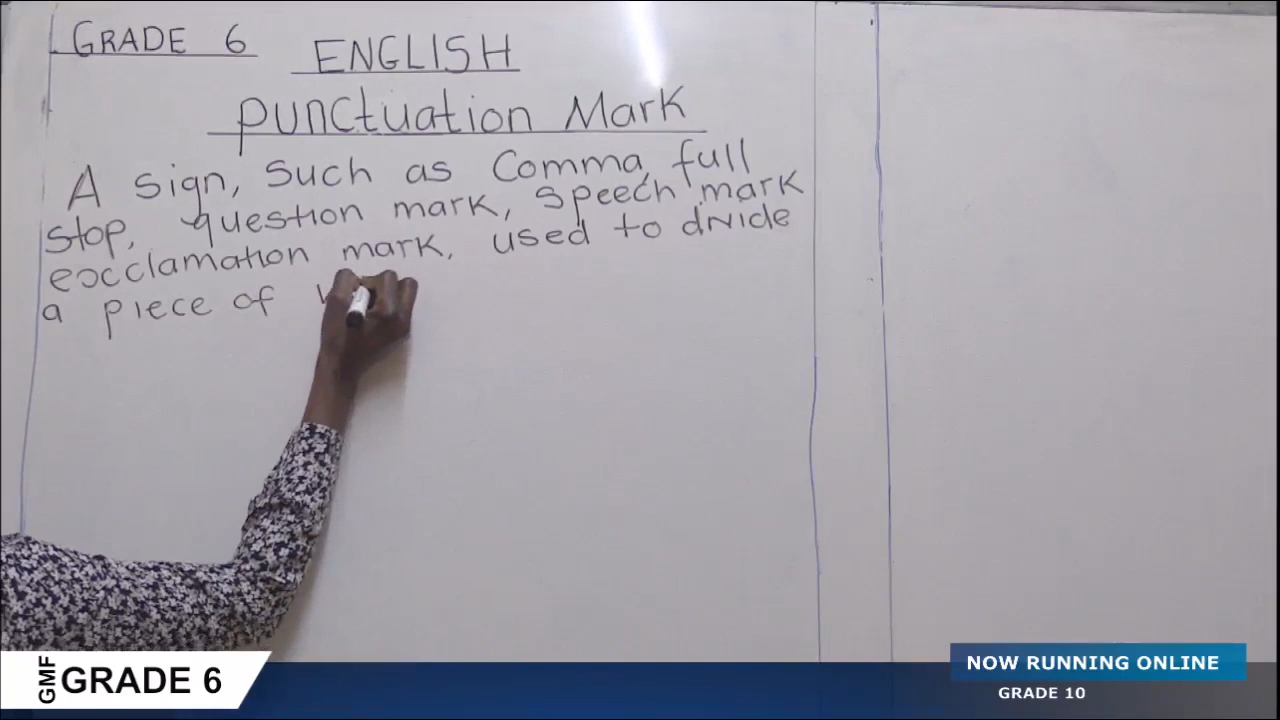 GRADE 6
ENGLISH
Punctuation Mark
A sign, such as Comma, full
stop, question mark, speech mark
excclamation mark, used to divide
a piece of
GMF GRADE 6
NOW RUNNING ONLINE
GRADE 10